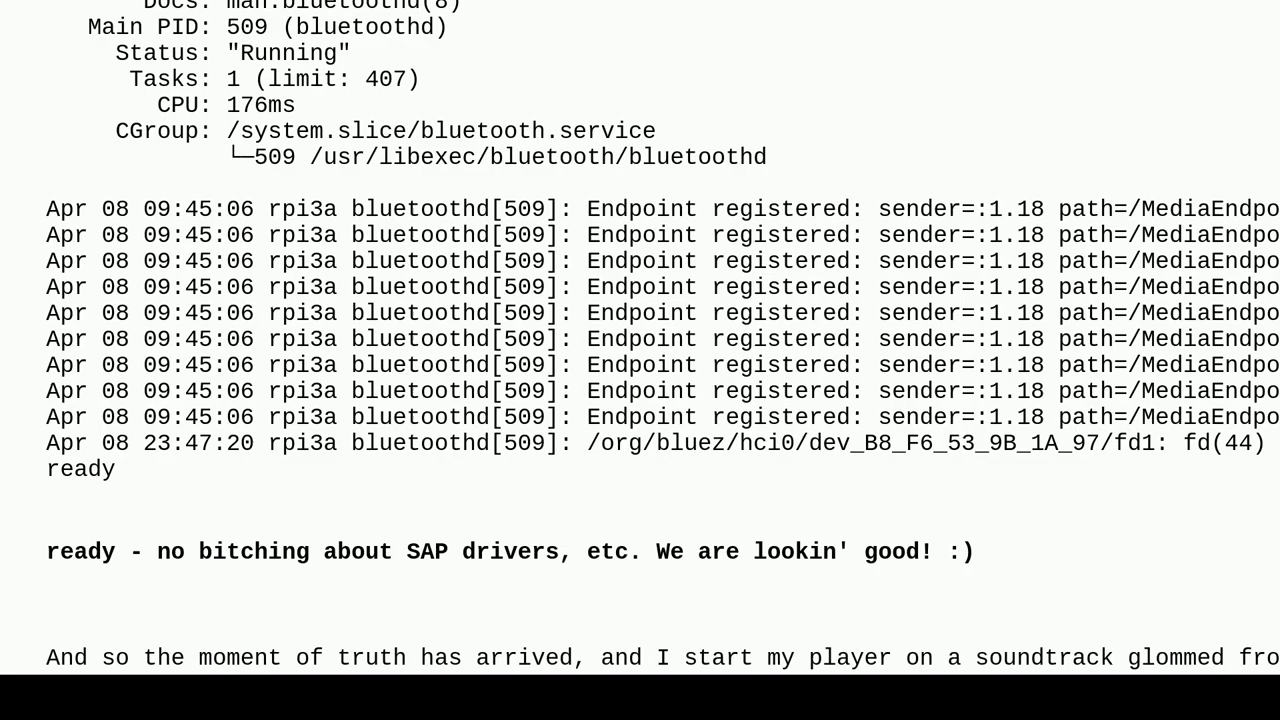 Docs: man:bluetoothd(8)
Main PID: 509 (bluetoothd)
Status: "Running"
Tasks: 1 (limit: 407)
CPU: 176ms
CGroup: /system.slice/bluetooth.service
└─509 /usr/libexec/bluetooth/bluetoothd
Apr 08 09:45:06 rpi3a bluetoothd[509]: Endpoint registered: sender=:1.18 path=/MediaEndpo
Apr 08 09:45:06 rpi3a bluetoothd[509]: Endpoint registered: sender=:1.18 path=/MediaEndpo
Apr 08 09:45:06 rpi3a bluetoothd[509]: Endpoint registered: sender=:1.18 path=/MediaEndpo
Apr 08 09:45:06 rpi3a bluetoothd[509]: Endpoint registered: sender=:1.18 path=/MediaEndpo
Apr 08 09:45:06 rpi3a bluetoothd[509]: Endpoint registered: sender=:1.18 path=/MediaEndpo
Apr 08 09:45:06 rpi3a bluetoothd[509]: Endpoint registered: sender=:1.18 path=/MediaEndpo
Apr 08 09:45:06 rpi3a bluetoothd[509]: Endpoint registered: sender=:1.18 path=/MediaEndpo
Apr 08 09:45:06 rpi3a bluetoothd[509]: Endpoint registered: sender=:1.18 path=/MediaEndpo
Apr 08 09:45:06 rpi3a bluetoothd[509]: Endpoint registered: sender=:1.18 path=/MediaEndpo
Apr 08 23:47:20 rpi3a bluetoothd[509]: /org/bluez/hci0/dev_B8_F6_53_9B_1A_97/fd1: fd(44)
ready
ready - no bitching about SAP drivers, etc. We are lookin' good! :)
And so the moment of truth has arrived, and I start my player on a soundtrack glommed fro